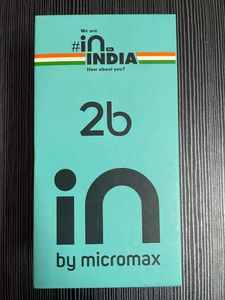 We are
#in
INDIA
How about you?
2b
in
by micromax